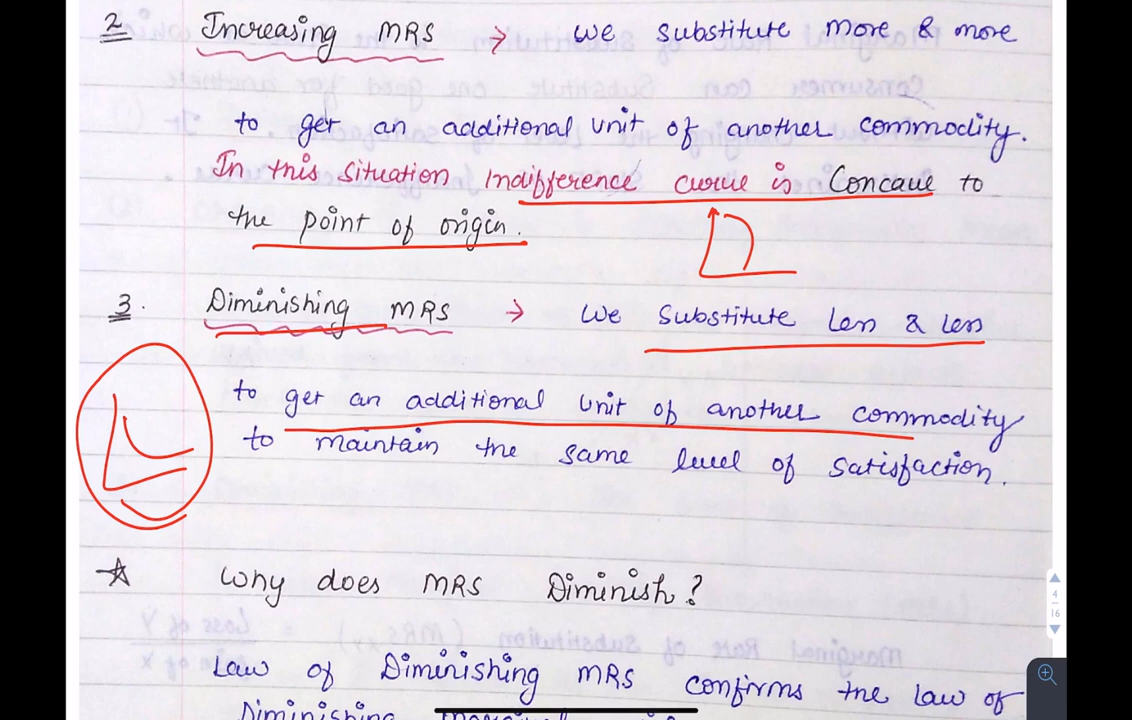 2 Increasing MRS → We substitute more & more
to get an additional unit of another commodity.
In this situation indifference curve is Concave to
the point of origin.
3. Diminishing MRS → We Substitute Less & Less
to get an additional unit of another commodity
to maintain the same level of satisfaction.
☆ Why does MRS Diminish?
Law of Diminishing MRS confirms the law of
Diminishing
4
16